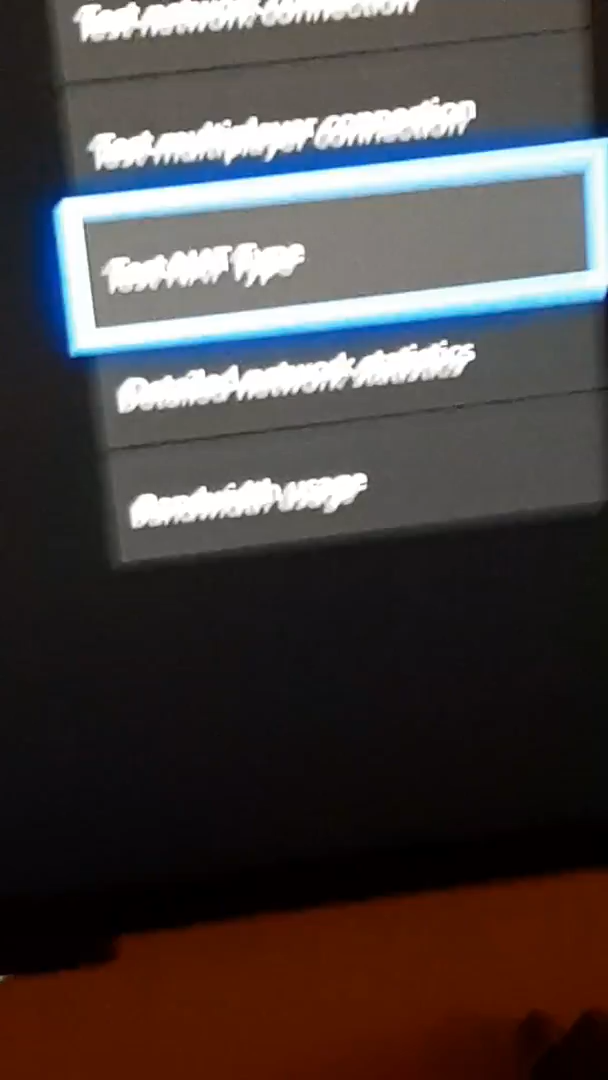 Test network connection
Test multiplayer connection
Test NAT Type
Detailed network statistics
Bandwidth usage